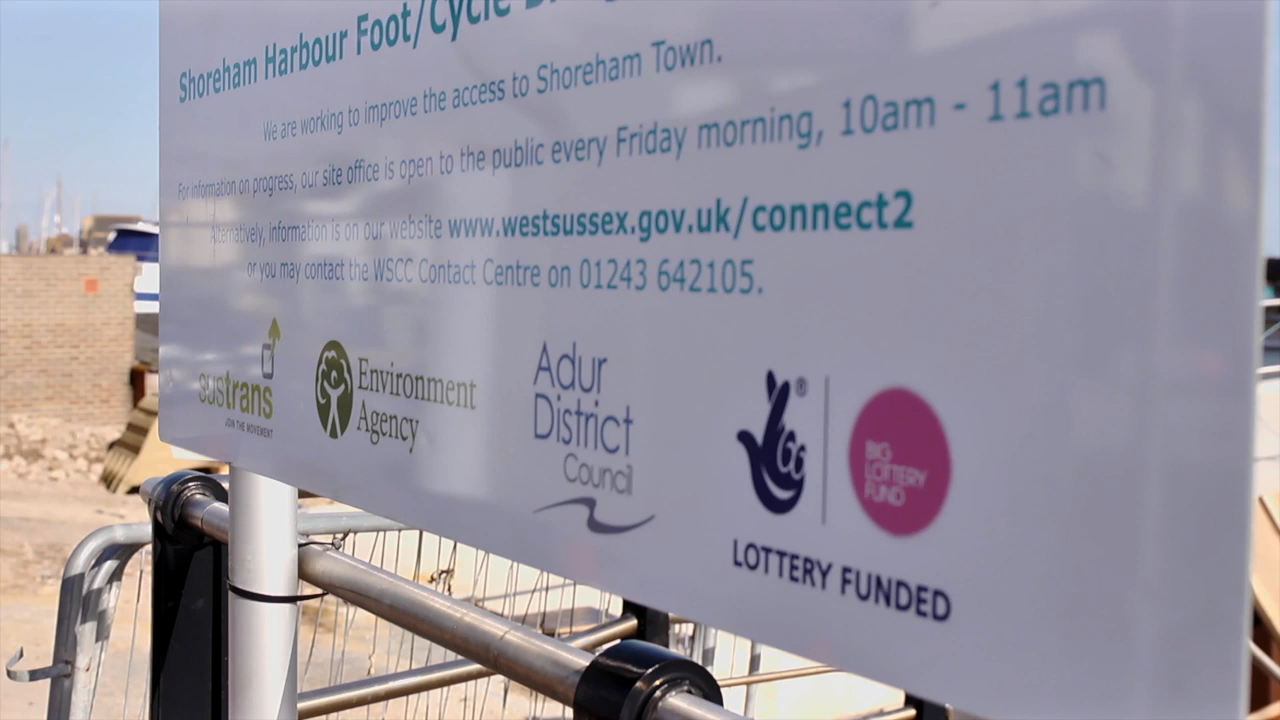 Shoreham Harbour Foot/Cycle
We are working to improve the access to Shoreham Town.
For information on progress, our site office is open to the public every Friday morning, 10am - 11am
Alternatively, information is on our website www.westsussex.gov.uk/connect2
or you may contact the WSCC Contact Centre on 01243 642105.
sustrans
JOIN THE MOVEMENT
Environment
Agency
Adur
District
Council
®
BIG
LOTTERY
FUND
LOTTERY FUNDED